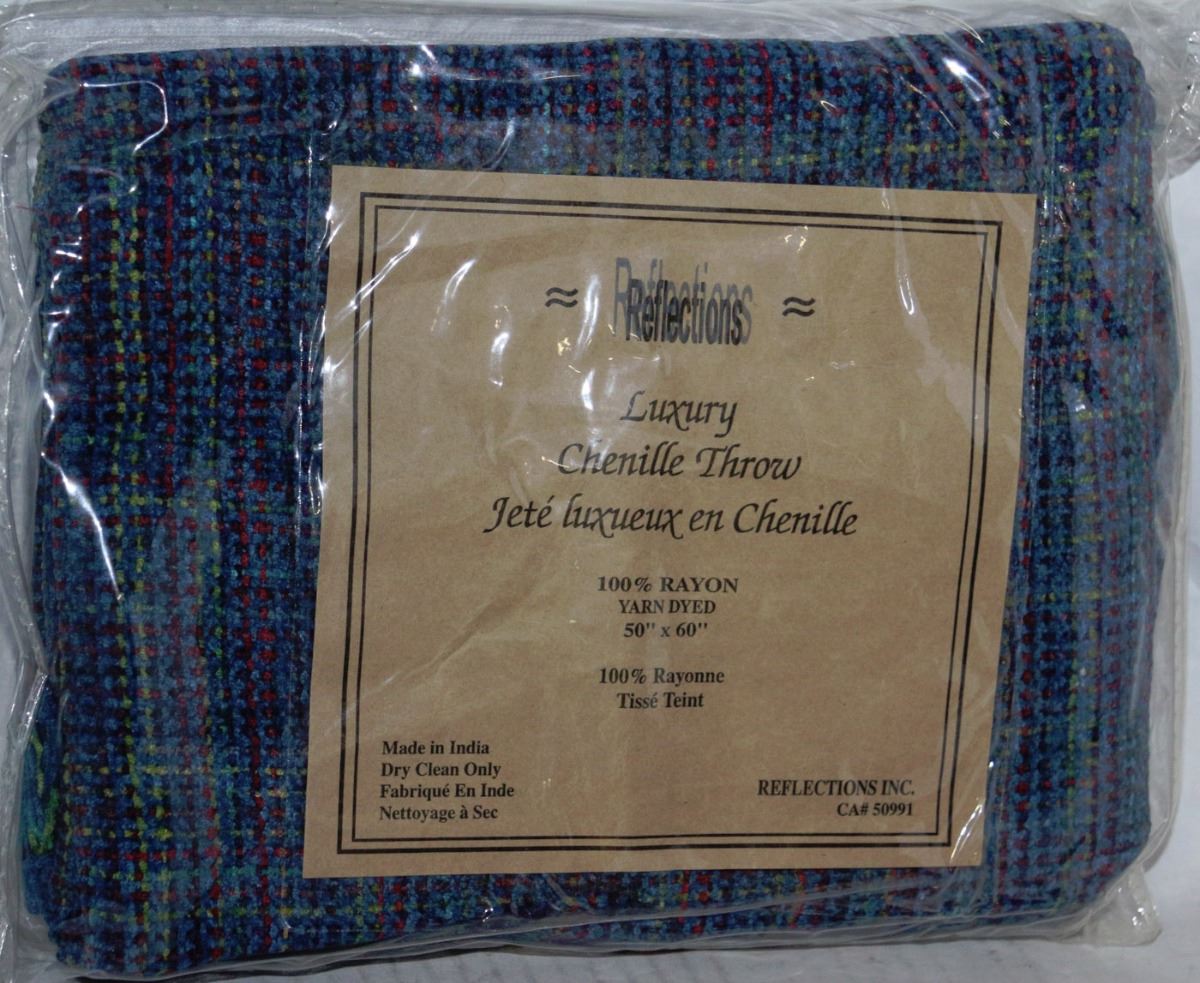 ≈ Reflections ≈
Luxury
Chenille Throw
Jeté luxueux en Chenille
100% RAYON
YARN DYED
50" x 60"
100% Rayonne
Tissé Teint
Made in India
Dry Clean Only
Fabriqué En Inde
Nettoyage à Sec
REFLECTIONS INC.
CA# 50991